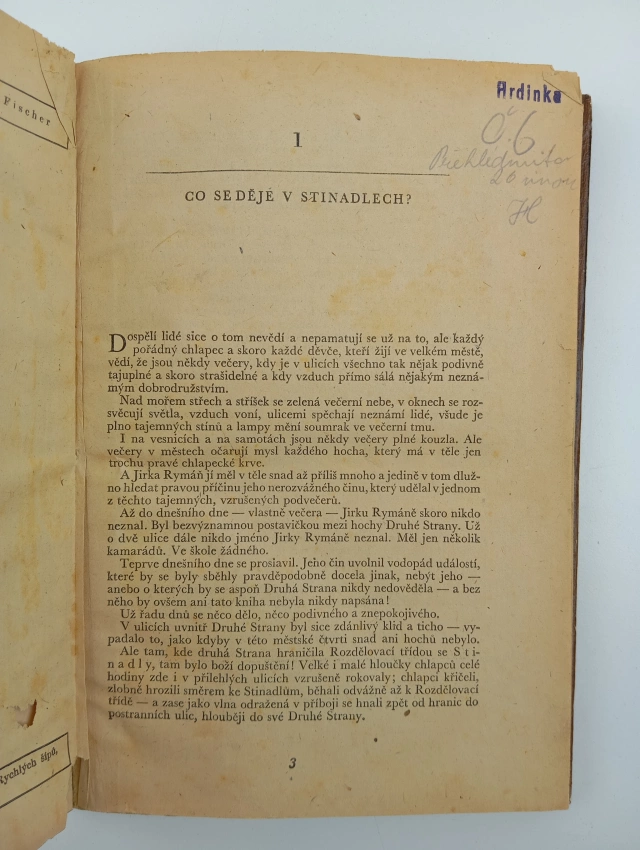 Fischer
Rychlých šípů,
Hrdinka
Č. 6
20 února
JH
1
CO SE DĚJE V STINADLECH?
Dospělí lidé sice o tom nevědí a nepamatují se už na to, ale každý
pořádný chlapec a skoro každé děvče, kteří žijí ve velkém městě,
vědí, že jsou někdy večery, kdy je v ulicích všechno tak nějak podivně
tajuplné a skoro strašidelné a kdy vzduch přímo sálá nějakým nezná-
mým dobrodružstvím.
Nad mořem střech a stříšek se zelená večerní nebe, v oknech se roz-
svěcují světla, vzduch voní, ulicemi spěchají neznámí lidé, všude je
plno tajemných stínů a lampy mění soumrak ve večerní tmu.
I na vesnicích a na samotách jsou někdy večery plné kouzla. Ale
večery v městech očarují mysl každého hocha, který má v těle jen
trochu pravé chlapecké krve.
A Jirka Rymáň jí měl v těle snad až příliš mnoho a jedině v tom dluž-
no hledat pravou příčinu jeho nerozvážného činu, který udělal v jednom
z těchto tajemných, vzrušených podvečerů.
Až do dnešního dne — vlastně večera — Jirku Rymáně skoro nikdo
neznal. Byl bezvýznamnou postavičkou mezi hochy Druhé Strany. Už
o dvě ulice dále nikdo jméno Jirky Rymáně neznal. Měl jen několik
kamarádů. Ve škole žádného.
Teprve dnešního dne se proslavil. Jeho čin uvolnil vodopád událostí,
které by se byly sběhly pravděpodobně docela jinak, nebýt jeho —
anebo o kterých by se aspoň Druhá Strana nikdy nedověděla — a bez
něho by ovšem ani tato kniha nebyla nikdy napsána!
Už řadu dnů se něco dělo, něco podivného a znepokojivého.
V ulicích uvnitř Druhé Strany byl sice zdánlivý klid a ticho — vy-
padalo to, jako kdyby v této městské čtvrti snad ani hochů nebylo.
Ale tam, kde druhá Strana hraničila Rozdělovací třídou se Sti-
nadly, tam bylo boží dopuštění! Velké i malé hloučky chlapců celé
hodiny zde i v přilehlých ulicích vzrušeně rokovaly; chlapci křičeli,
zlobně hrozili směrem ke Stinadlům, běhali odvážně až k Rozdělovací
třídě — a zase jako vlna odražená v příboji se hnali zpět od hranic do
postranních ulic, hlouběji do své Druhé Strany.
3